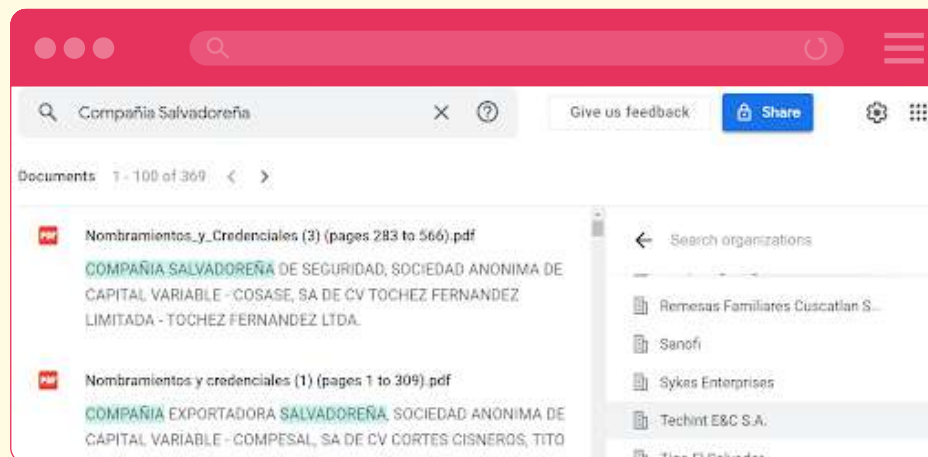 Compañia Salvadoreña
Give us feedback
Share
Documents 1 - 100 of 369
Nombramientos_y_Credenciales (3) (pages 283 to 566).pdf
COMPAÑIA SALVADOREÑA DE SEGURIDAD, SOCIEDAD ANONIMA DE
CAPITAL VARIABLE - COSASE, SA DE CV TOCHEZ FERNANDEZ
LIMITADA - TOCHEZ FERNANDEZ LTDA.
Nombramientos y credenciales (1) (pages 1 to 309).pdf
COMPAÑIA EXPORTADORA SALVADOREÑA, SOCIEDAD ANONIMA DE
CAPITAL VARIABLE - COMPESAL, SA DE CV CORTES CISNEROS, TITO
Search organizations
Remesas Familiares Cuscatlan S...
Sanofi
Sykes Enterprises
Techint E&C S.A.